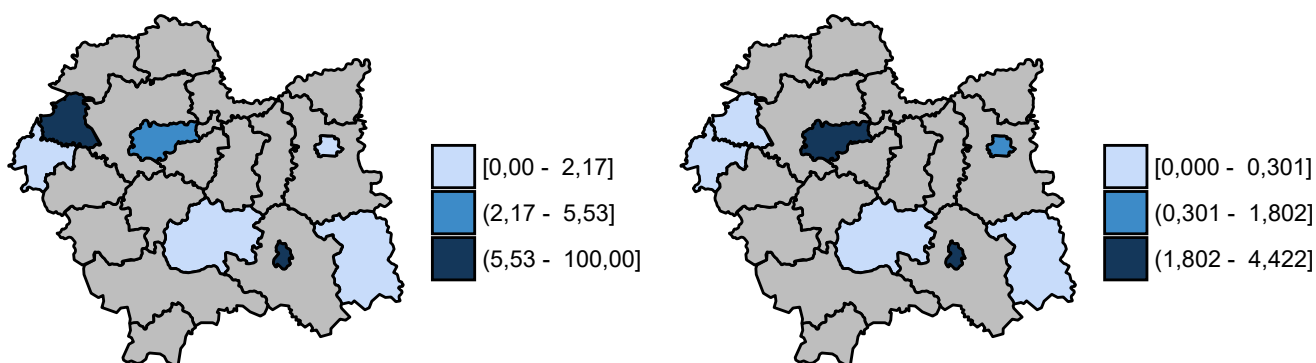 [0,00 - 2,17]
(2,17 - 5,53]
(5,53 - 100,00]
[0,000 - 0,301]
(0,301 - 1,802]
(1,802 - 4,422]